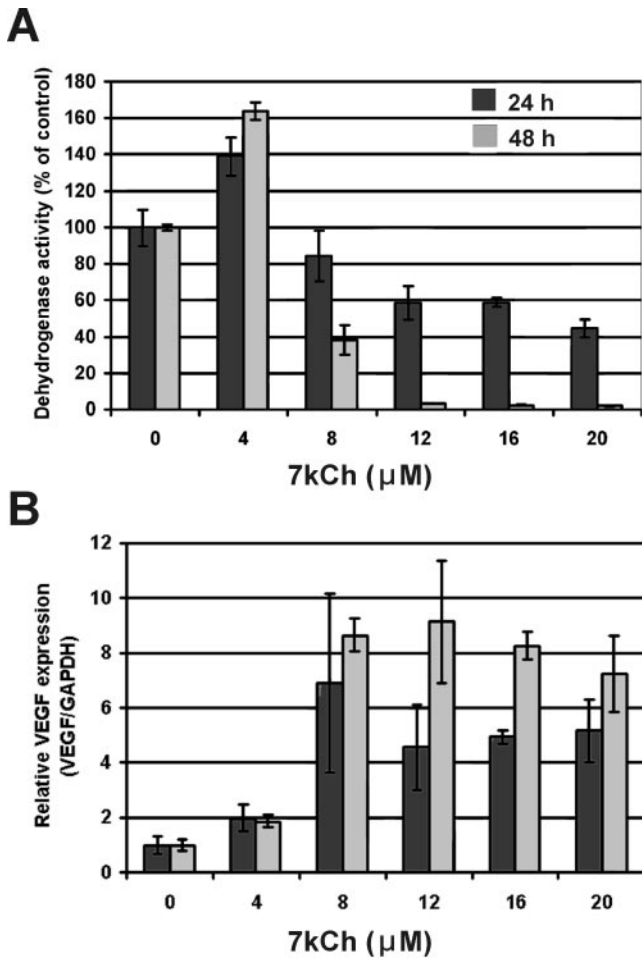 A
Dehydrogenase activity (% of control)
180
160
140
120
100
80
60
40
20
0
24 h
48 h
0 4 8 12 16 20
7kCh (μM)
B
Relative VEGF expression
(VEGF/GAPDH)
12
10
8
6
4
2
0
0 4 8 12 16 20
7kCh (μM)